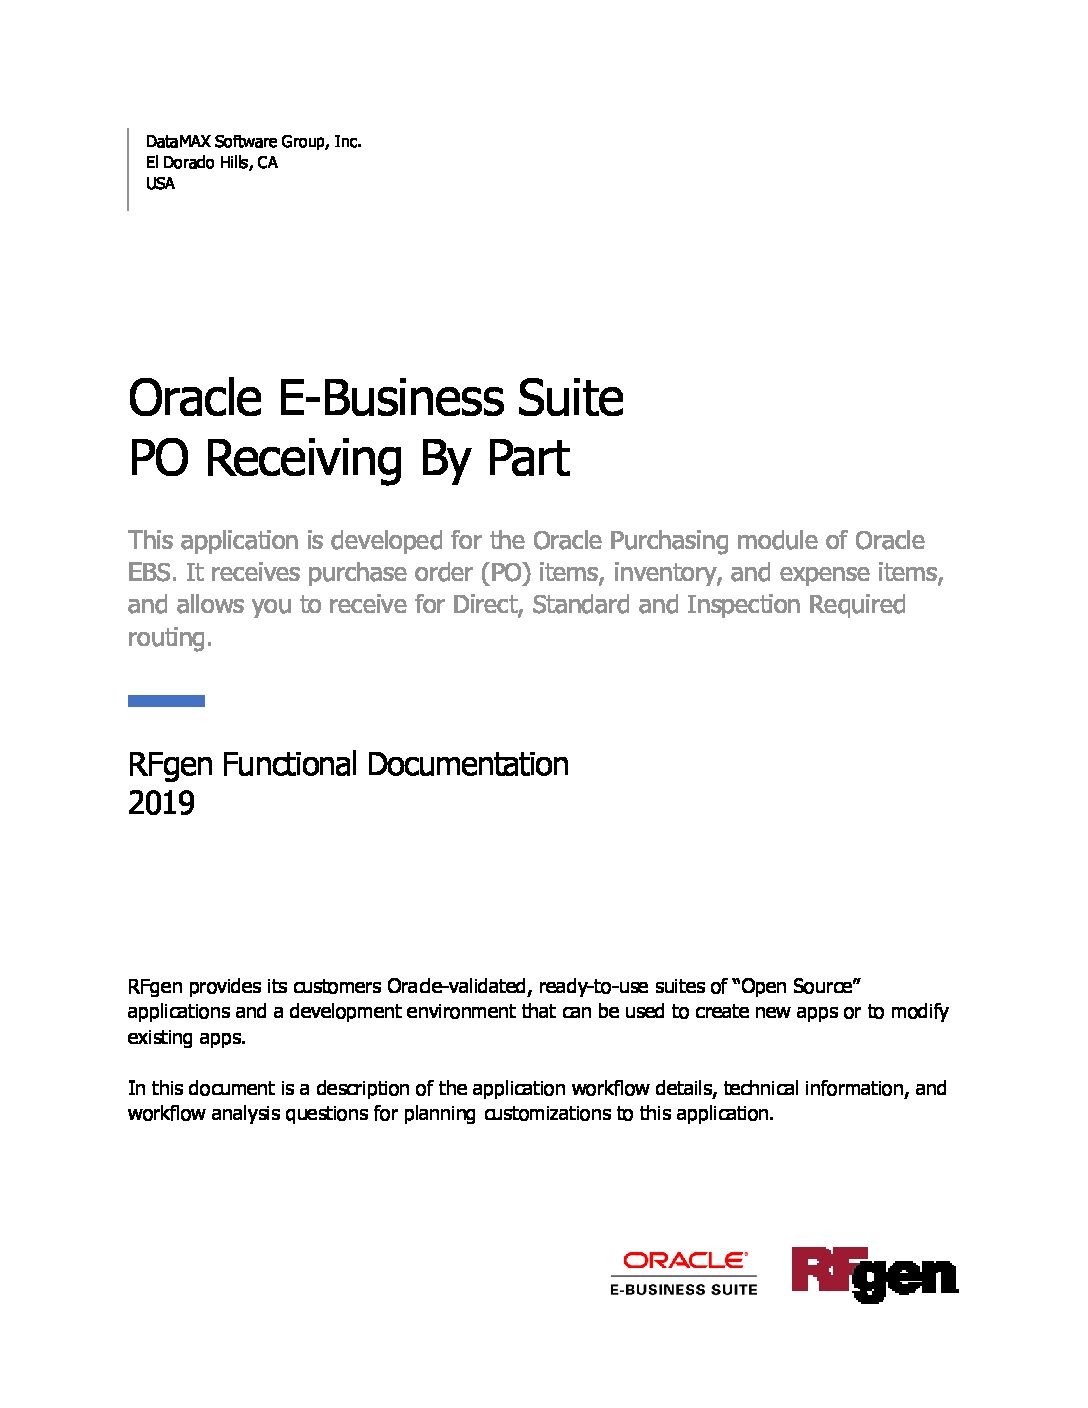 DataMAX Software Group, Inc.
El Dorado Hills, CA
USA
Oracle E-Business Suite
PO Receiving By Part
This application is developed for the Oracle Purchasing module of Oracle
EBS. It receives purchase order (PO) items, inventory, and expense items,
and allows you to receive for Direct, Standard and Inspection Required
routing.
RFgen Functional Documentation
2019
RFgen provides its customers Oracle-validated, ready-to-use suites of “Open Source”
applications and a development environment that can be used to create new apps or to modify
existing apps.
In this document is a description of the application workflow details, technical information, and
workflow analysis questions for planning customizations to this application.
ORACLE®
E-BUSINESS SUITE
RFgen